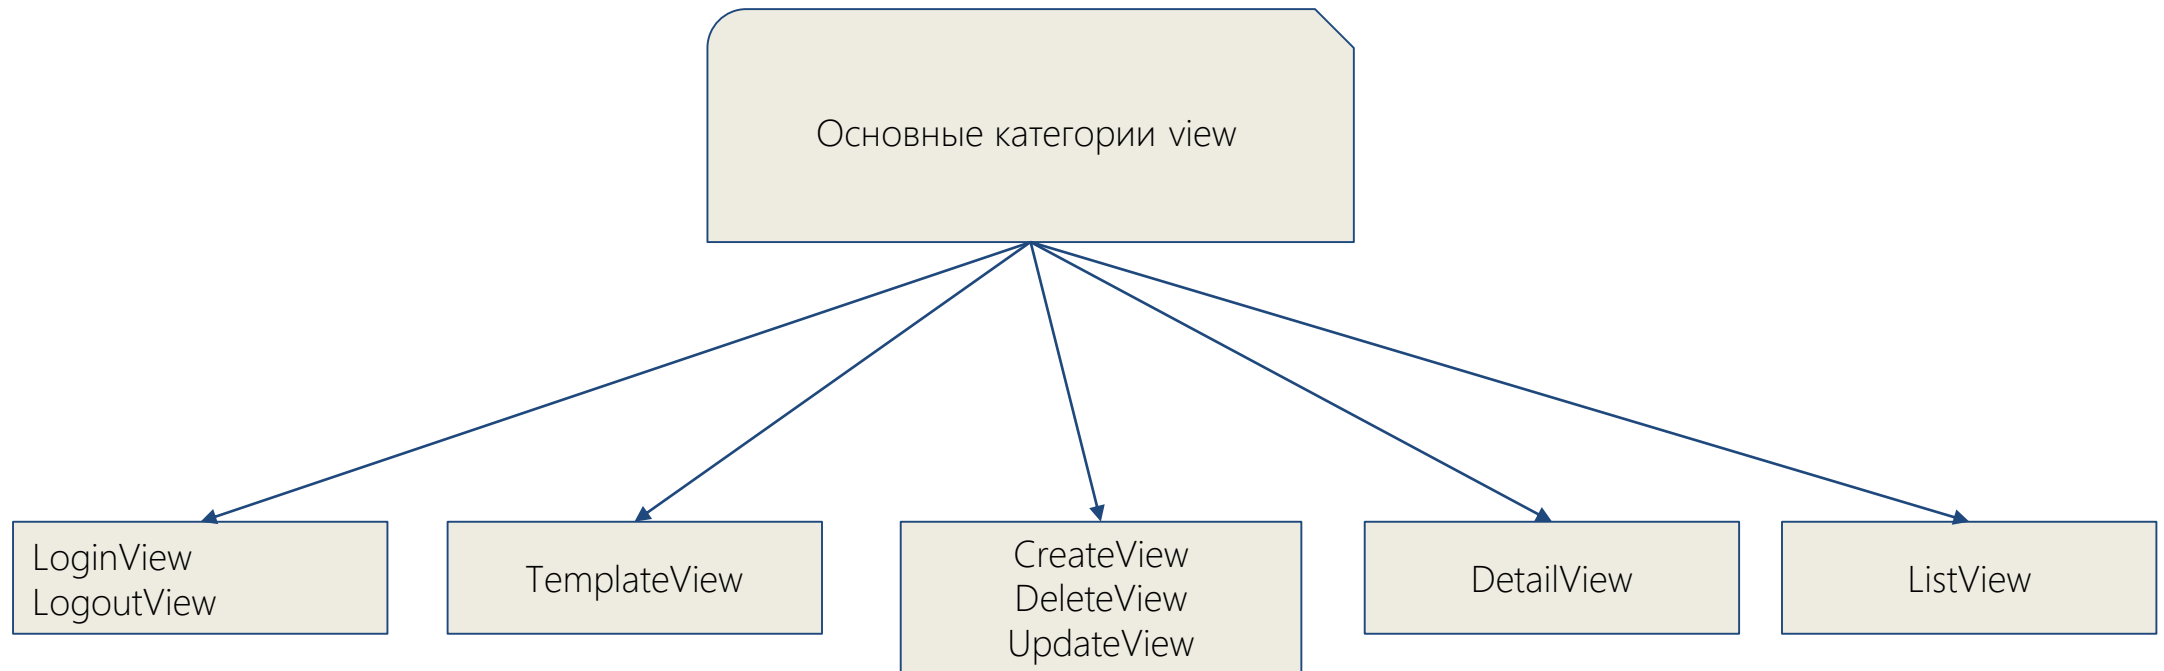 Основные категории view
LoginView
LogoutView
TemplateView
CreateView
DeleteView
UpdateView
DetailView
ListView